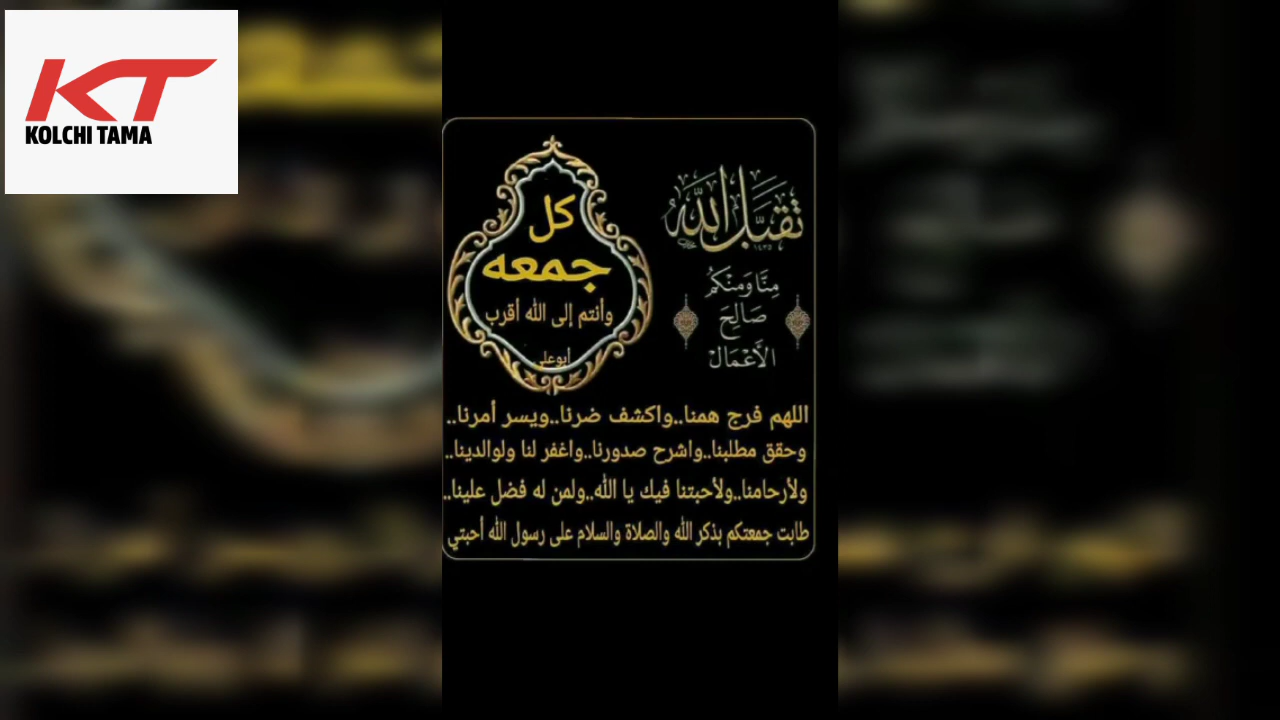 KT
KOLCHI TAMA
تقبل الله
١٤٣٥
منا ومنكم
صالح
الأعمال
كل
جمعه
وأنتم إلى الله أقرب
أبوعلي
اللهم فرج همنا..واكشف ضرنا..ويسر أمرنا..
وحقق مطلبنا..واشرح صدورنا..واغفر لنا ولوالدينا..
ولأرحامنا..ولأحبتنا فيك يا الله..ولمن له فضل علينا..
طابت جمعتكم بذكر الله والصلاة والسلام على رسول الله أحبتي